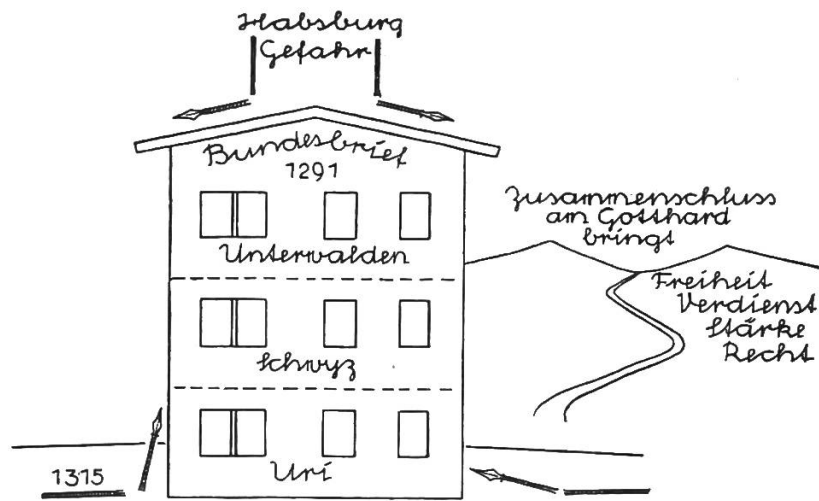 Habsburg
Gefahr
Bundesbrief
1291
Zusammenschluss
am Gotthard
bringt
Unterwalden
Freiheit
Verdienst
Stärke
Recht
Schwyz
Uri
1315